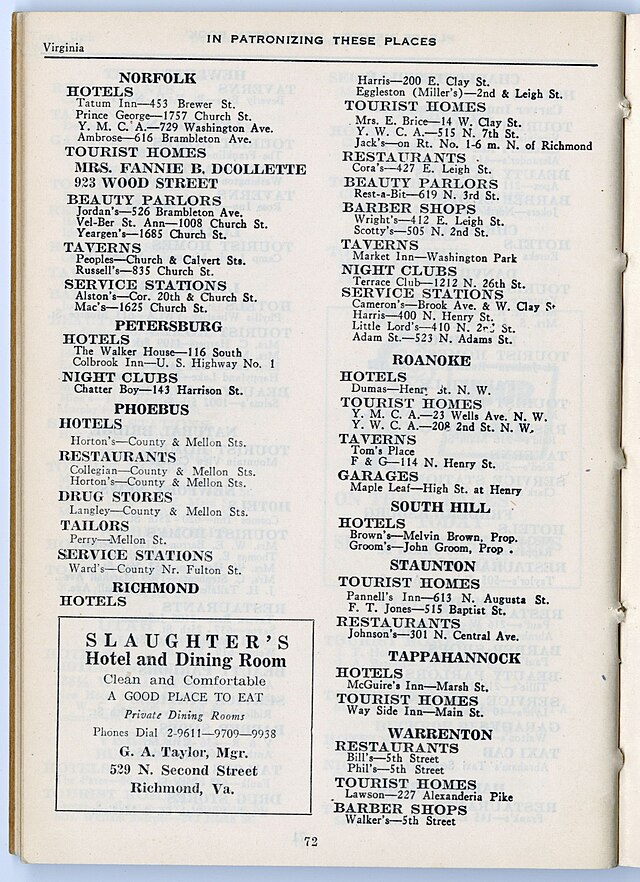 Virginia
IN PATRONIZING THESE PLACES
NORFOLK
HOTELS
Tatum Inn—453 Brewer St.
Prince George—1757 Church St.
Y. M. C. A.—729 Washington Ave.
Ambrose—616 Brambleton Ave.
TOURIST HOMES
MRS. FANNIE B. DCOLLETTE
923 WOOD STREET
BEAUTY PARLORS
Jordan's—526 Brambleton Ave.
Vel-Ber St. Ann—1008 Church St.
Yeargen's—1685 Church St.
TAVERNS
Peoples—Church & Calvert Sts.
Russell's—835 Church St.
SERVICE STATIONS
Alston's—Cor. 20th & Church St.
Mac's—1625 Church St.
PETERSBURG
HOTELS
The Walker House—116 South
Colbrook Inn—U. S. Highway No. 1
NIGHT CLUBS
Chatter Boy—143 Harrison St.
PHOEBUS
HOTELS
Horton's—County & Mellon Sts.
RESTAURANTS
Collegian—County & Mellon Sts.
Horton's—County & Mellon Sts.
DRUG STORES
Langley—County & Mellon Sts.
TAILORS
Perry—Mellon St.
SERVICE STATIONS
Ward's—County Nr. Fulton St.
RICHMOND
HOTELS
SLAUGHTER'S
Hotel and Dining Room
Clean and Comfortable
A GOOD PLACE TO EAT
Private Dining Rooms
Phones Dial 2-9611—9709—9938
G. A. Taylor, Mgr.
529 N. Second Street
Richmond, Va.
Harris—200 E. Clay St.
Eggleston (Miller's)—2nd & Leigh St.
TOURIST HOMES
Mrs. E. Brice—14 W. Clay St.
Y. W. C. A.—515 N. 7th St.
Jack's—on Rt. No. 1-6 m. N. of Richmond
RESTAURANTS
Cora's—427 E. Leigh St.
BEAUTY PARLORS
Rest-a-Bit—619 N. 3rd St.
BARBER SHOPS
Wright's—412 E. Leigh St.
Scotty's—505 N. 2nd St.
TAVERNS
Market Inn—Washington Park
NIGHT CLUBS
Terrace Club—1212 N. 26th St.
SERVICE STATIONS
Cameron's—Brook Ave. & W. Clay St
Harris—400 N. Henry St.
Little Lord's—410 N. 2nd St.
Adam St.—523 N. Adams St.
ROANOKE
HOTELS
Dumas—Henry St. N. W.
TOURIST HOMES
Y. M. C. A.—23 Wells Ave. N. W.
Y. W. C. A.—208 2nd St. N. W.
TAVERNS
Tom's Place
F & G—114 N. Henry St.
GARAGES
Maple Leaf—High St. at Henry
SOUTH HILL
HOTELS
Brown's—Melvin Brown, Prop.
Groom's—John Groom, Prop .
STAUNTON
TOURIST HOMES
Pannell's Inn—613 N. Augusta St.
F. T. Jones—515 Baptist St.
RESTAURANTS
Johnson's—301 N. Central Ave.
TAPPAHANNOCK
HOTELS
McGuire's Inn—Marsh St.
TOURIST HOMES
Way Side Inn—Main St.
WARRENTON
RESTAURANTS
Bill's—5th Street
Phil's—5th Street
TOURIST HOMES
Lawson—227 Alexanderia Pike
BARBER SHOPS
Walker's—5th Street
72